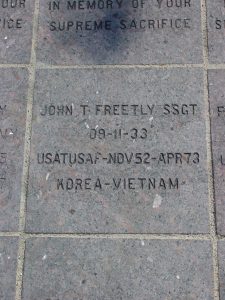 IN MEMORY OF YOUR
SUPREME SACRIFICE
JOHN T FREETLY SSGT
09-11-33
USATUSAF-NOV52-APR73
KOREA-VIETNAM